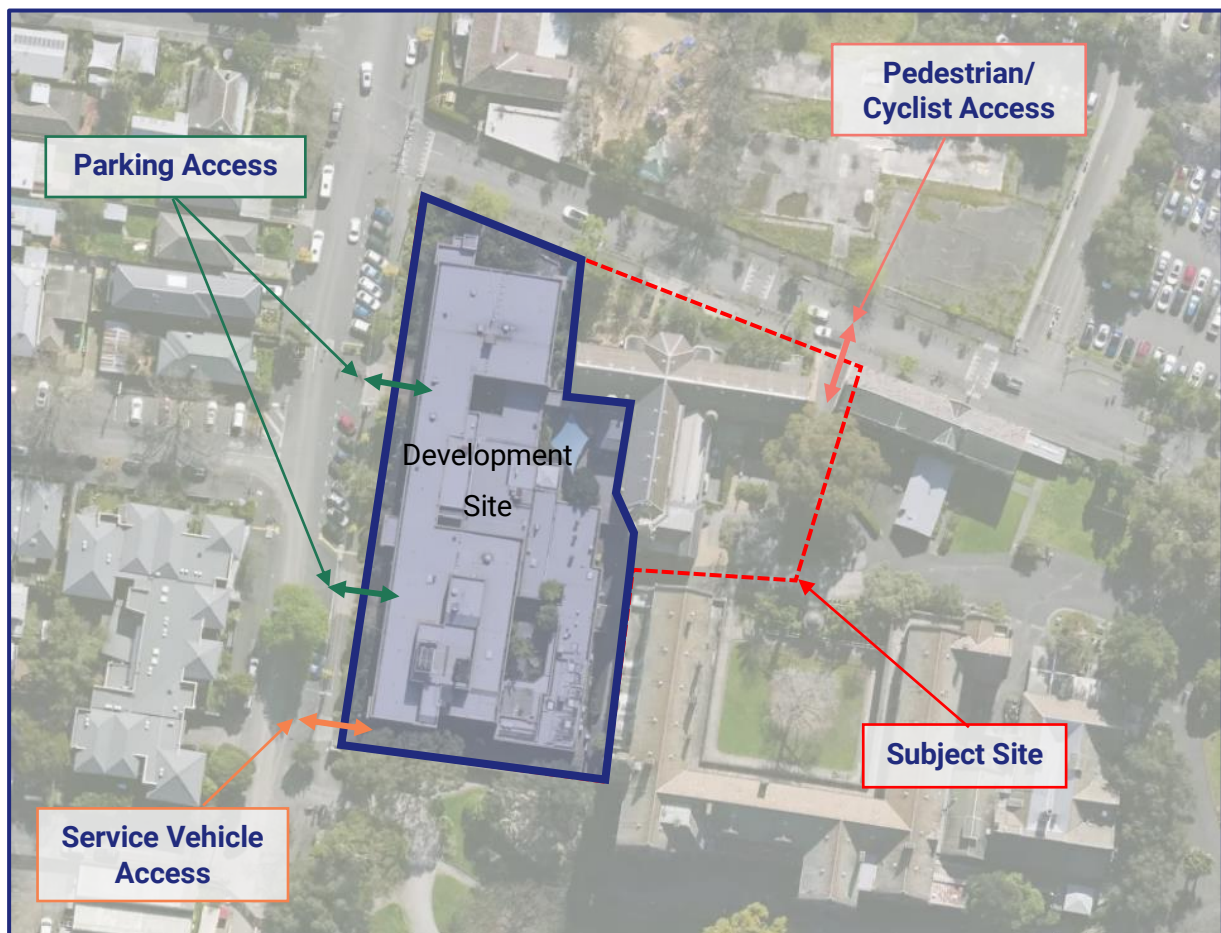 Pedestrian/
Cyclist Access
Parking Access
Development
Site
Subject Site
Service Vehicle
Access